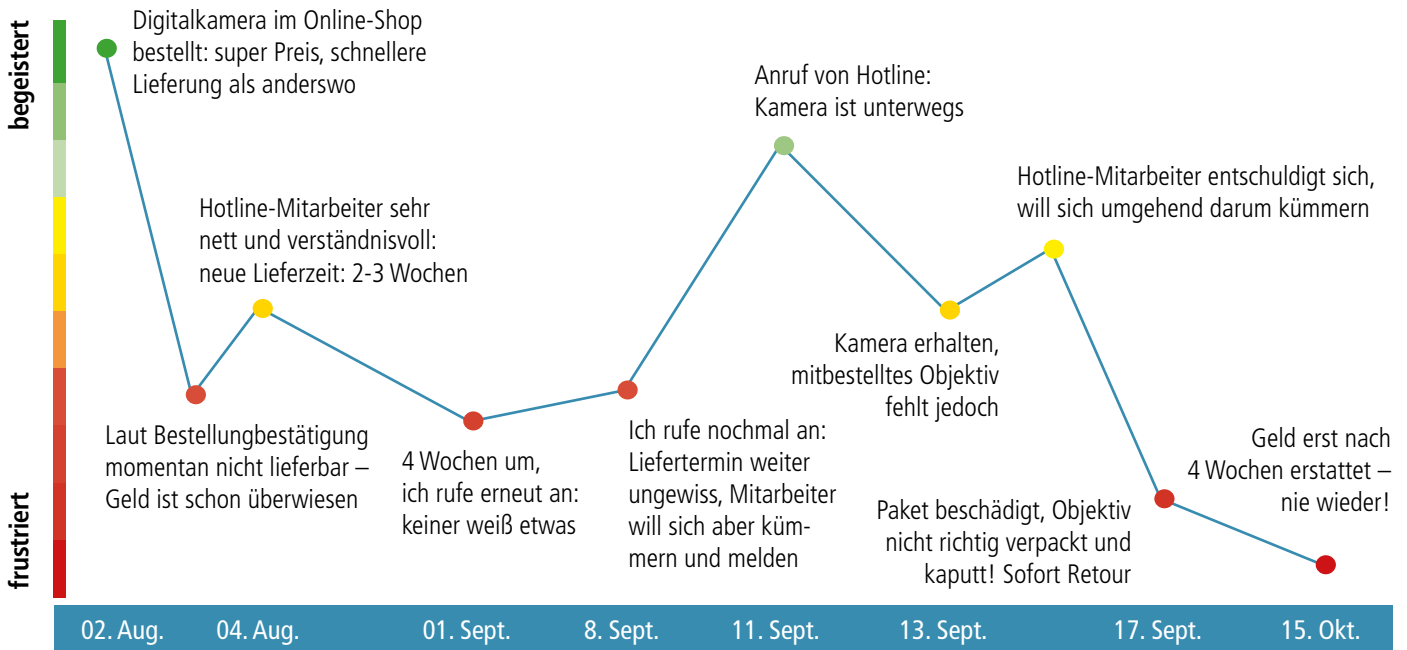 begeistert
frustriert
Digitalkamera im Online-Shop
bestellt: super Preis, schnellere
Lieferung als anderswo
Laut Bestellungbestätigung
momentan nicht lieferbar –
Geld ist schon überwiesen
Hotline-Mitarbeiter sehr
nett und verständnisvoll:
neue Lieferzeit: 2-3 Wochen
4 Wochen um,
ich rufe erneut an:
keiner weiß etwas
Ich rufe nochmal an:
Liefertermin weiter
ungewiss, Mitarbeiter
will sich aber küm-
mern und melden
Anruf von Hotline:
Kamera ist unterwegs
Kamera erhalten,
mitbestelltes Objektiv
fehlt jedoch
Hotline-Mitarbeiter entschuldigt sich,
will sich umgehend darum kümmern
Paket beschädigt, Objektiv
nicht richtig verpackt und
kaputt! Sofort Retour
Geld erst nach
4 Wochen erstattet –
nie wieder!
02. Aug.
04. Aug.
01. Sept.
8. Sept.
11. Sept.
13. Sept.
17. Sept.
15. Okt.